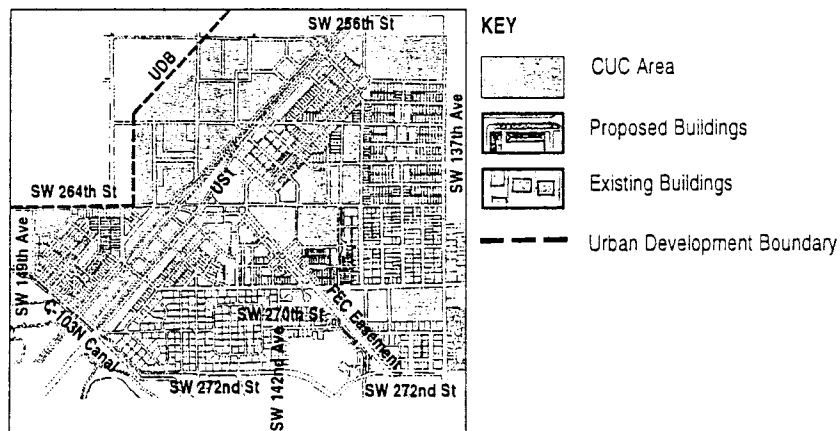 SW 256th St
UDB
SW 137th Ave
US1
SW 264th St
SW 149th Ave
C-103N Canal
SW 270th St
FEC Easement
SW 142nd Ave
SW 272nd St
SW 272nd St
KEY
CUC Area
Proposed Buildings
Existing Buildings
Urban Development Boundary